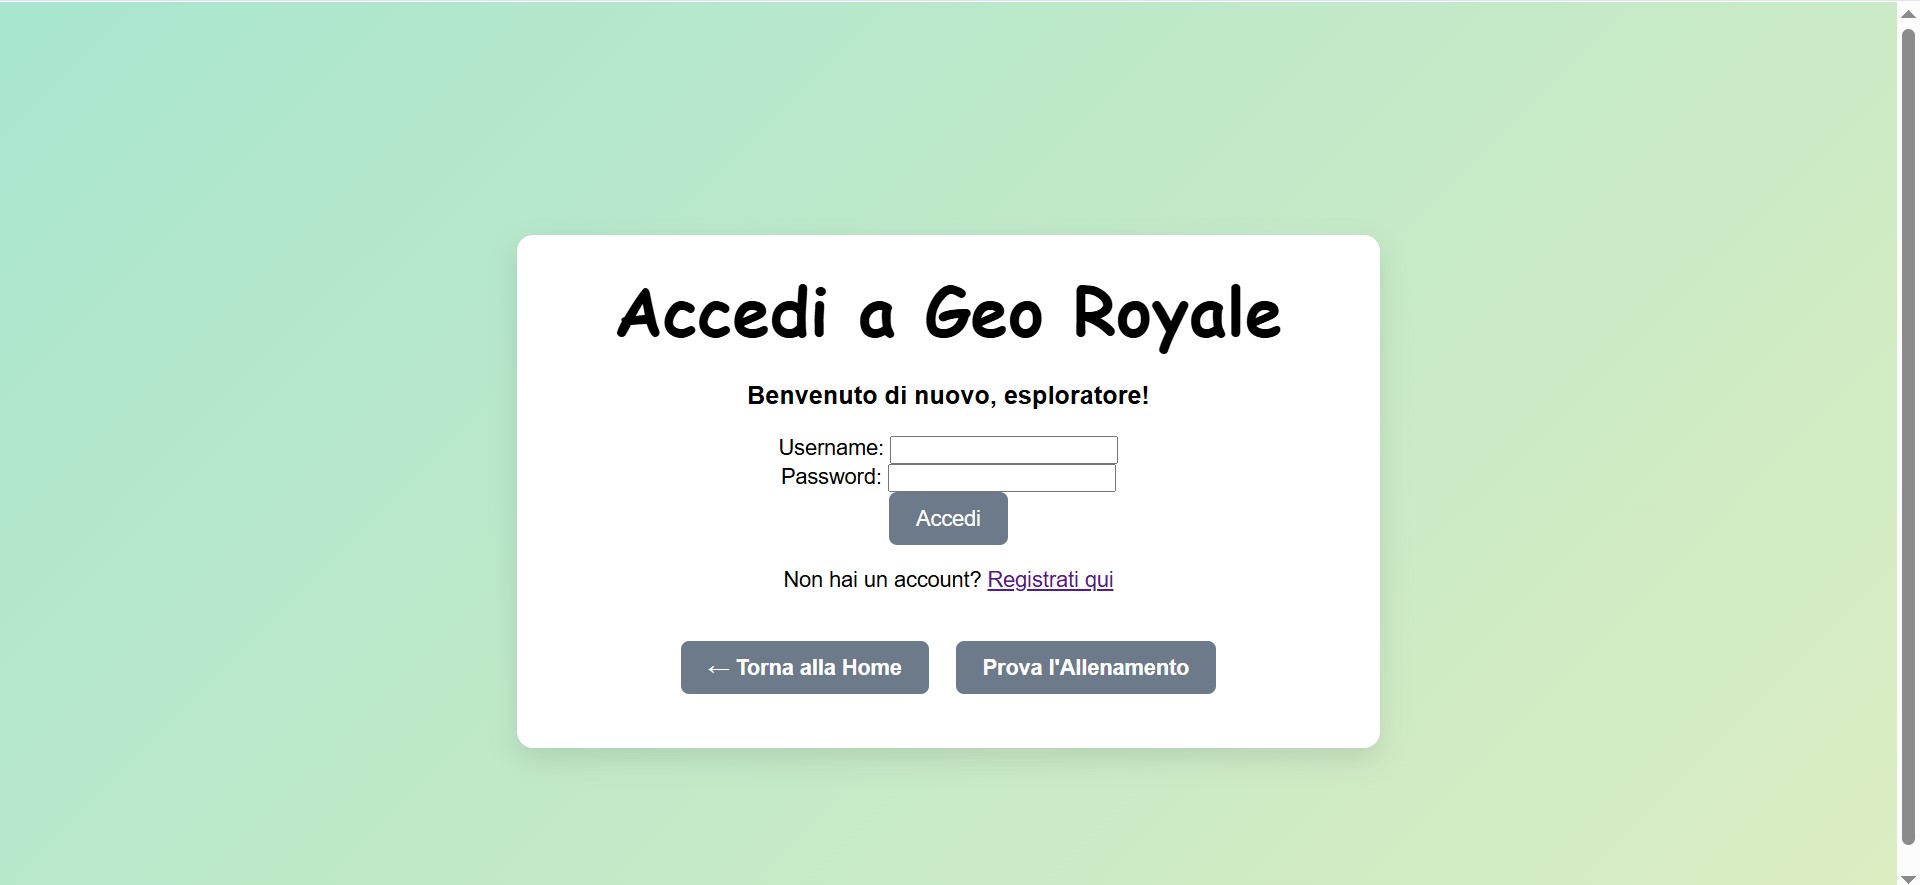 Accedi a Geo Royale
Benvenuto di nuovo, esploratore!
Username:
Password:
Accedi
Non hai un account? Registrati qui
← Torna alla Home
Prova l'Allenamento